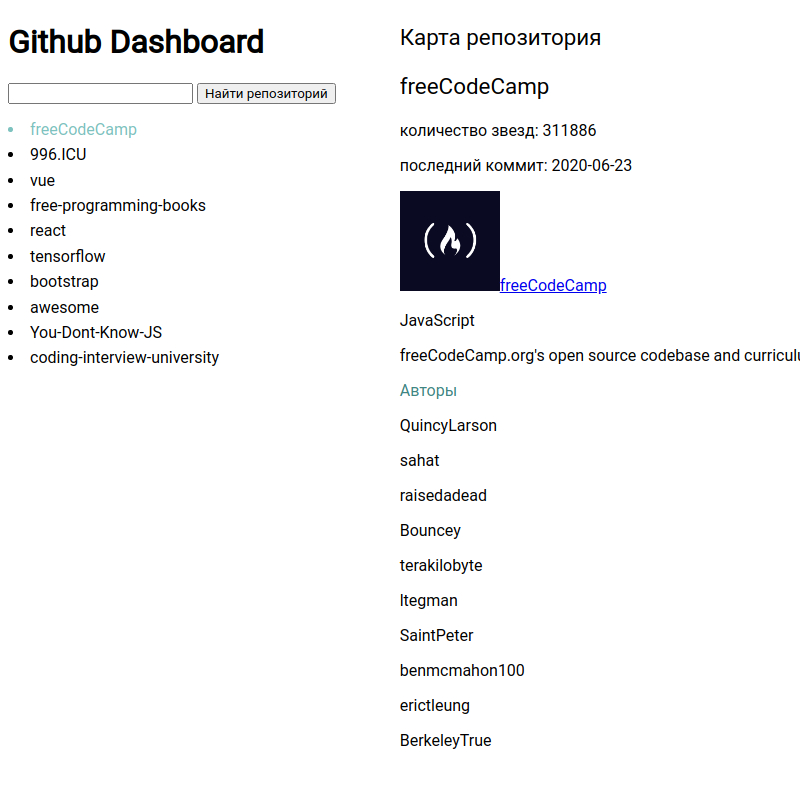 Github Dashboard
Найти репозиторий
freeCodeCamp
996.ICU
vue
free-programming-books
react
tensorflow
bootstrap
awesome
You-Dont-Know-JS
coding-interview-university
Карта репозитория
freeCodeCamp
количество звезд: 311886
последний коммит: 2020-06-23
freeCodeCamp
JavaScript
freeCodeCamp.org's open source codebase and
Авторы
QuincyLarson
sahat
raisedadead
Bouncey
terakilobyte
ltegman
SaintPeter
benmcmahon100
erictleung
BerkeleyTrue